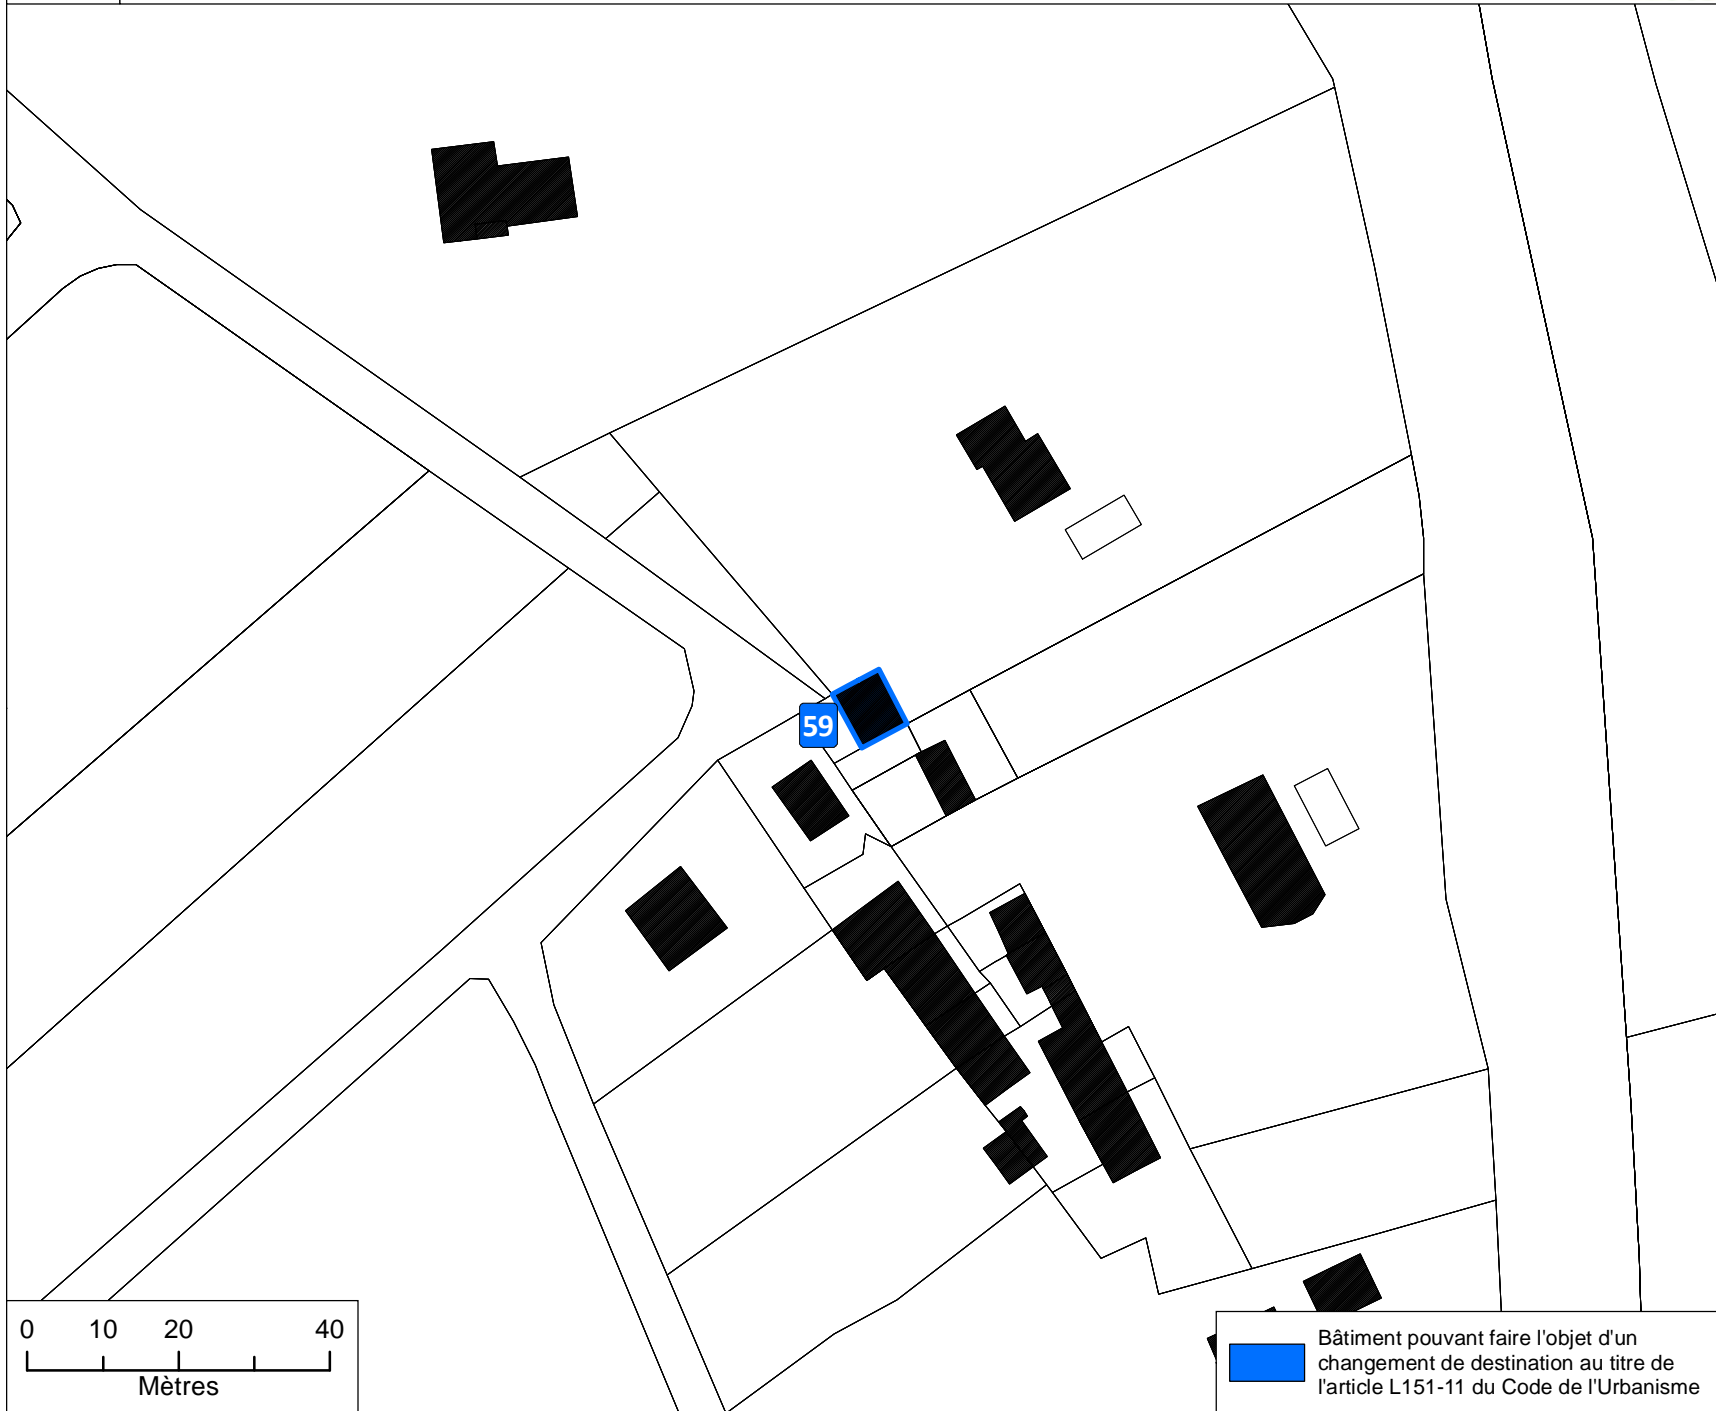 59
0 10 20 40
Mètres
Bâtiment pouvant faire l'objet d'un
changement de destination au titre de
l'article L151-11 du Code de l'Urbanisme